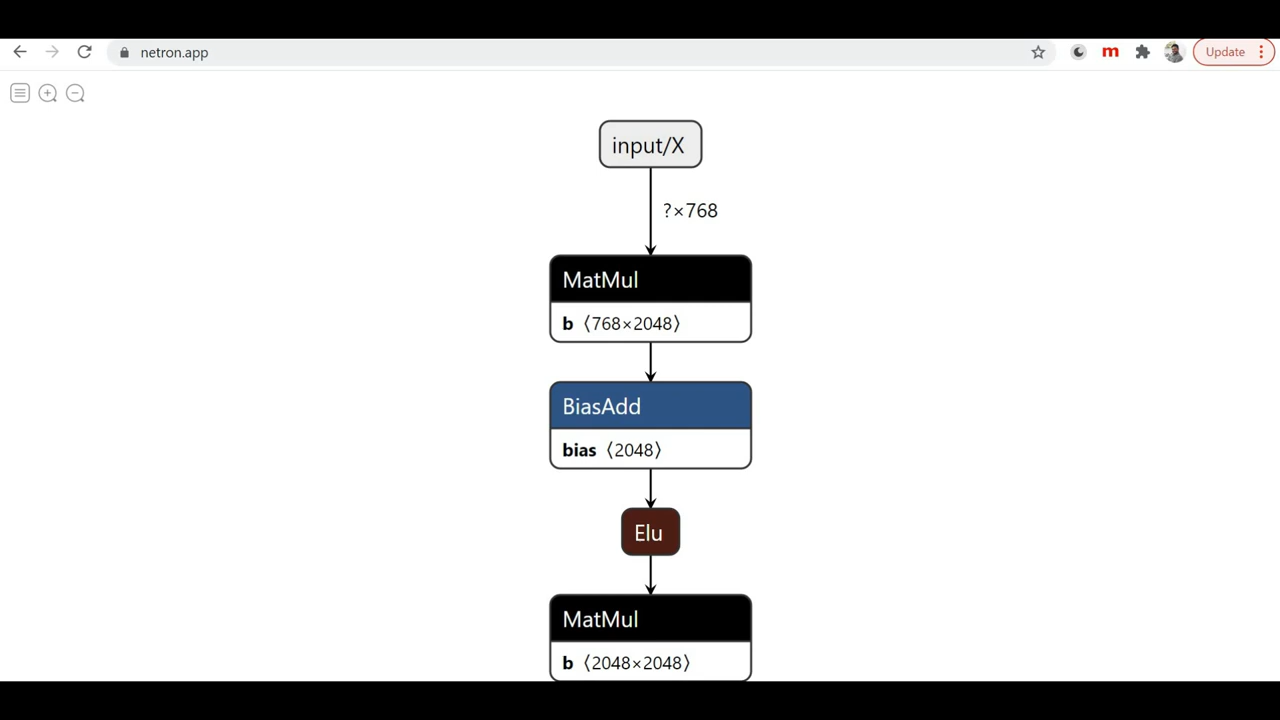 netron.app
m
Update
input/X
?×768
MatMul
b ⟨768×2048⟩
BiasAdd
bias ⟨2048⟩
Elu
MatMul
b ⟨2048×2048⟩